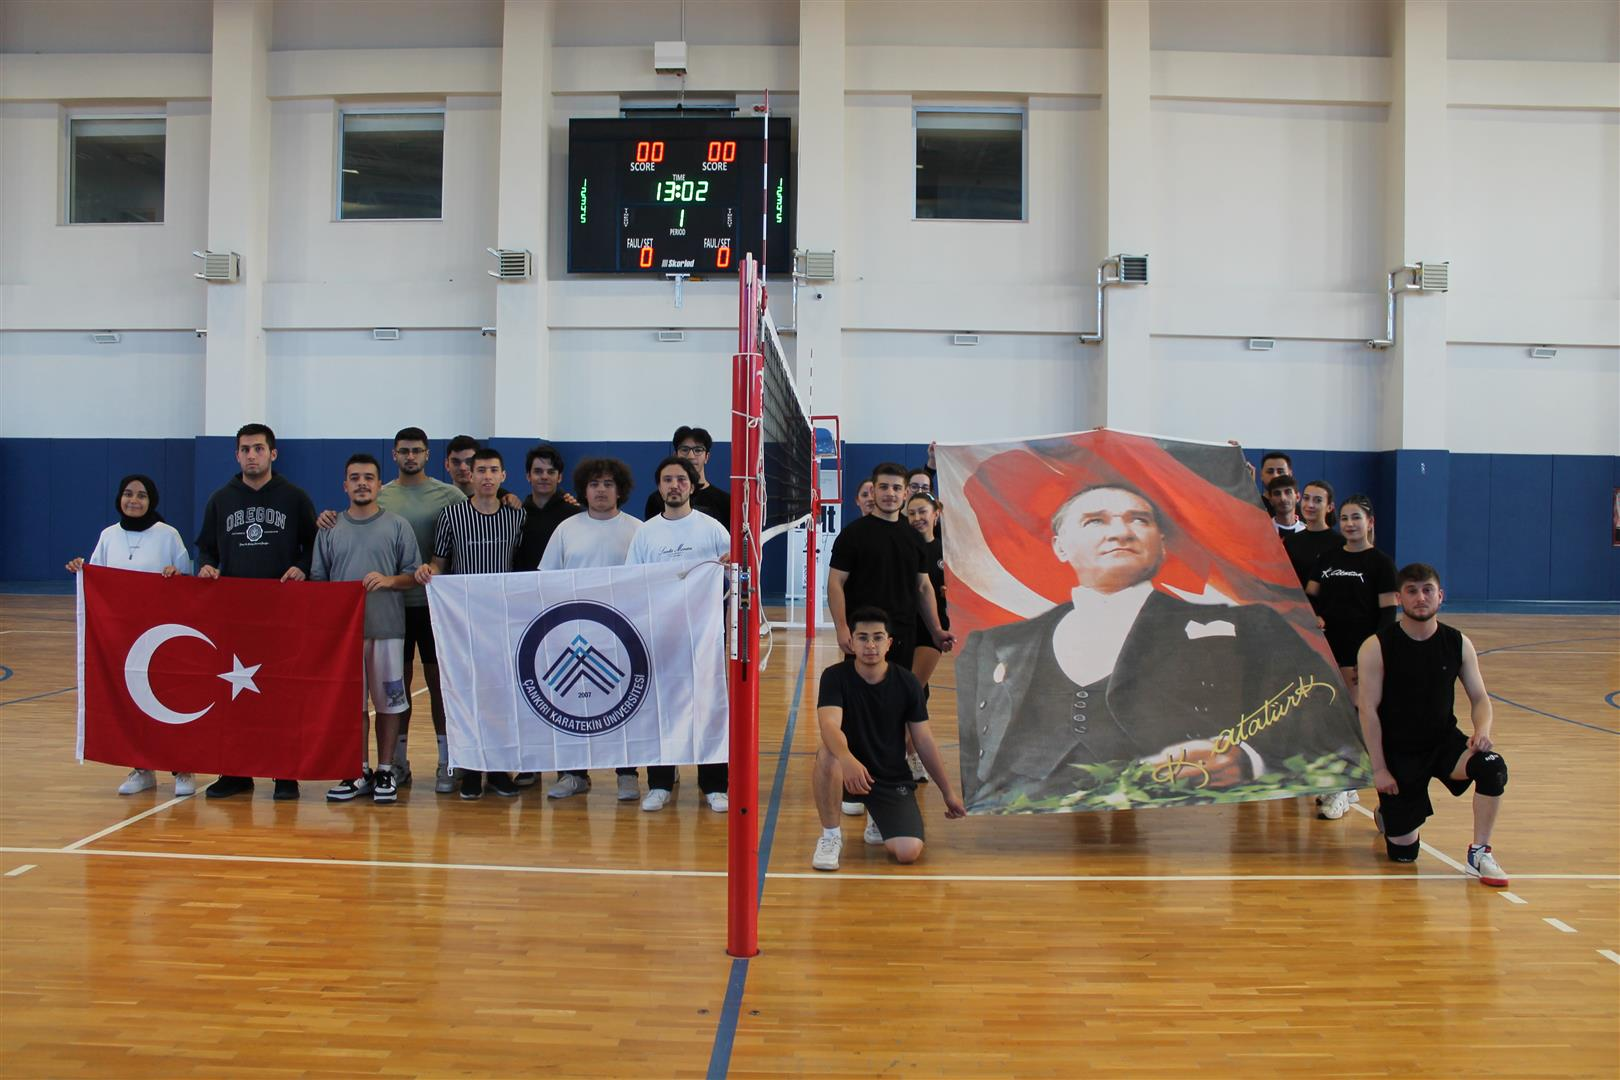 00 00
SCORE SCORE
TIME
13:02
1
PERIOD
FAUL/SET FAUL/SET
0 0
Skorled
OREGON
ÇANKIRI KARATEKİN ÜNİVERSİTESİ
2007
K. Atatürk
K. Atatürk